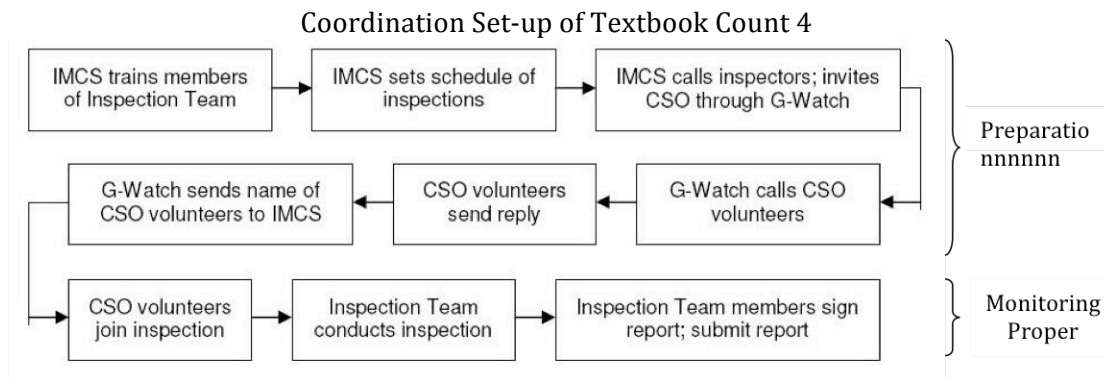 Coordination Set-up of Textbook Count 4
IMCS trains members
of Inspection Team
IMCS sets schedule of
inspections
IMCS calls inspectors; invites
CSO through G-Watch
Preparatio
nnnnnn
G-Watch sends name of
CSO volunteers to IMCS
CSO volunteers
send reply
G-Watch calls CSO
volunteers
CSO volunteers
join inspection
Inspection Team
conducts inspection
Inspection Team members sign
report; submit report
Monitoring
Proper